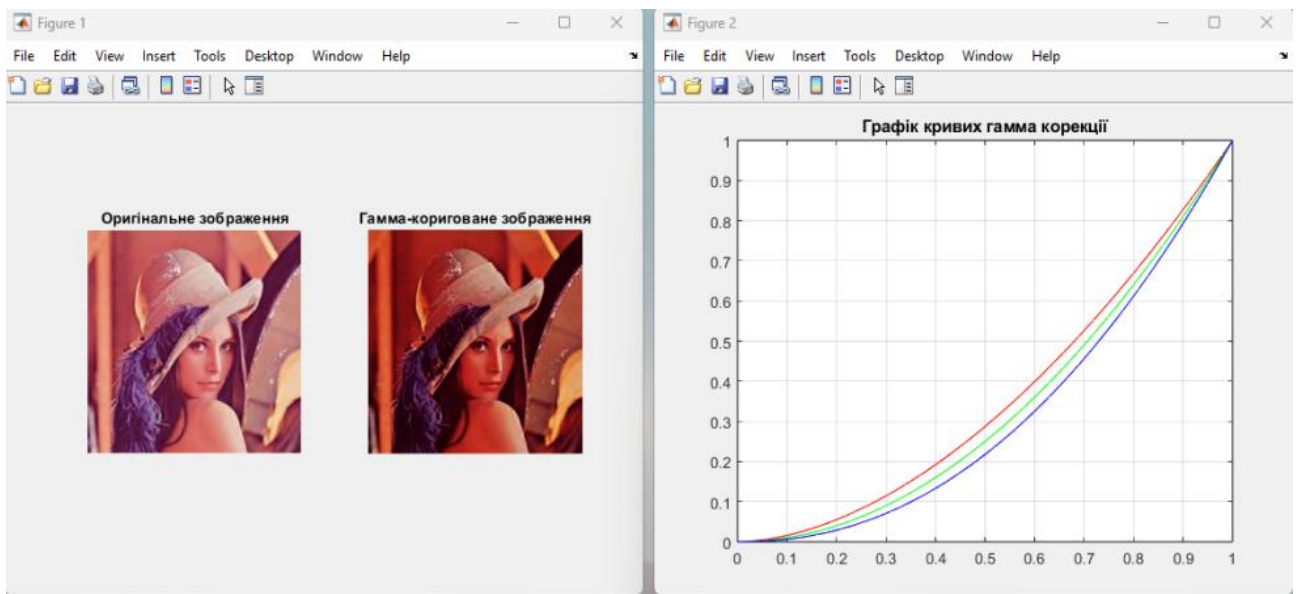 Figure 1
File Edit View Insert Tools Desktop Window Help
Оригінальне зображення
Гамма-кориговане зображення
Figure 2
File Edit View Insert Tools Desktop Window Help
Графік кривих гамма корекції
1
0.9
0.8
0.7
0.6
0.5
0.4
0.3
0.2
0.1
0
0 0.1 0.2 0.3 0.4 0.5 0.6 0.7 0.8 0.9 1